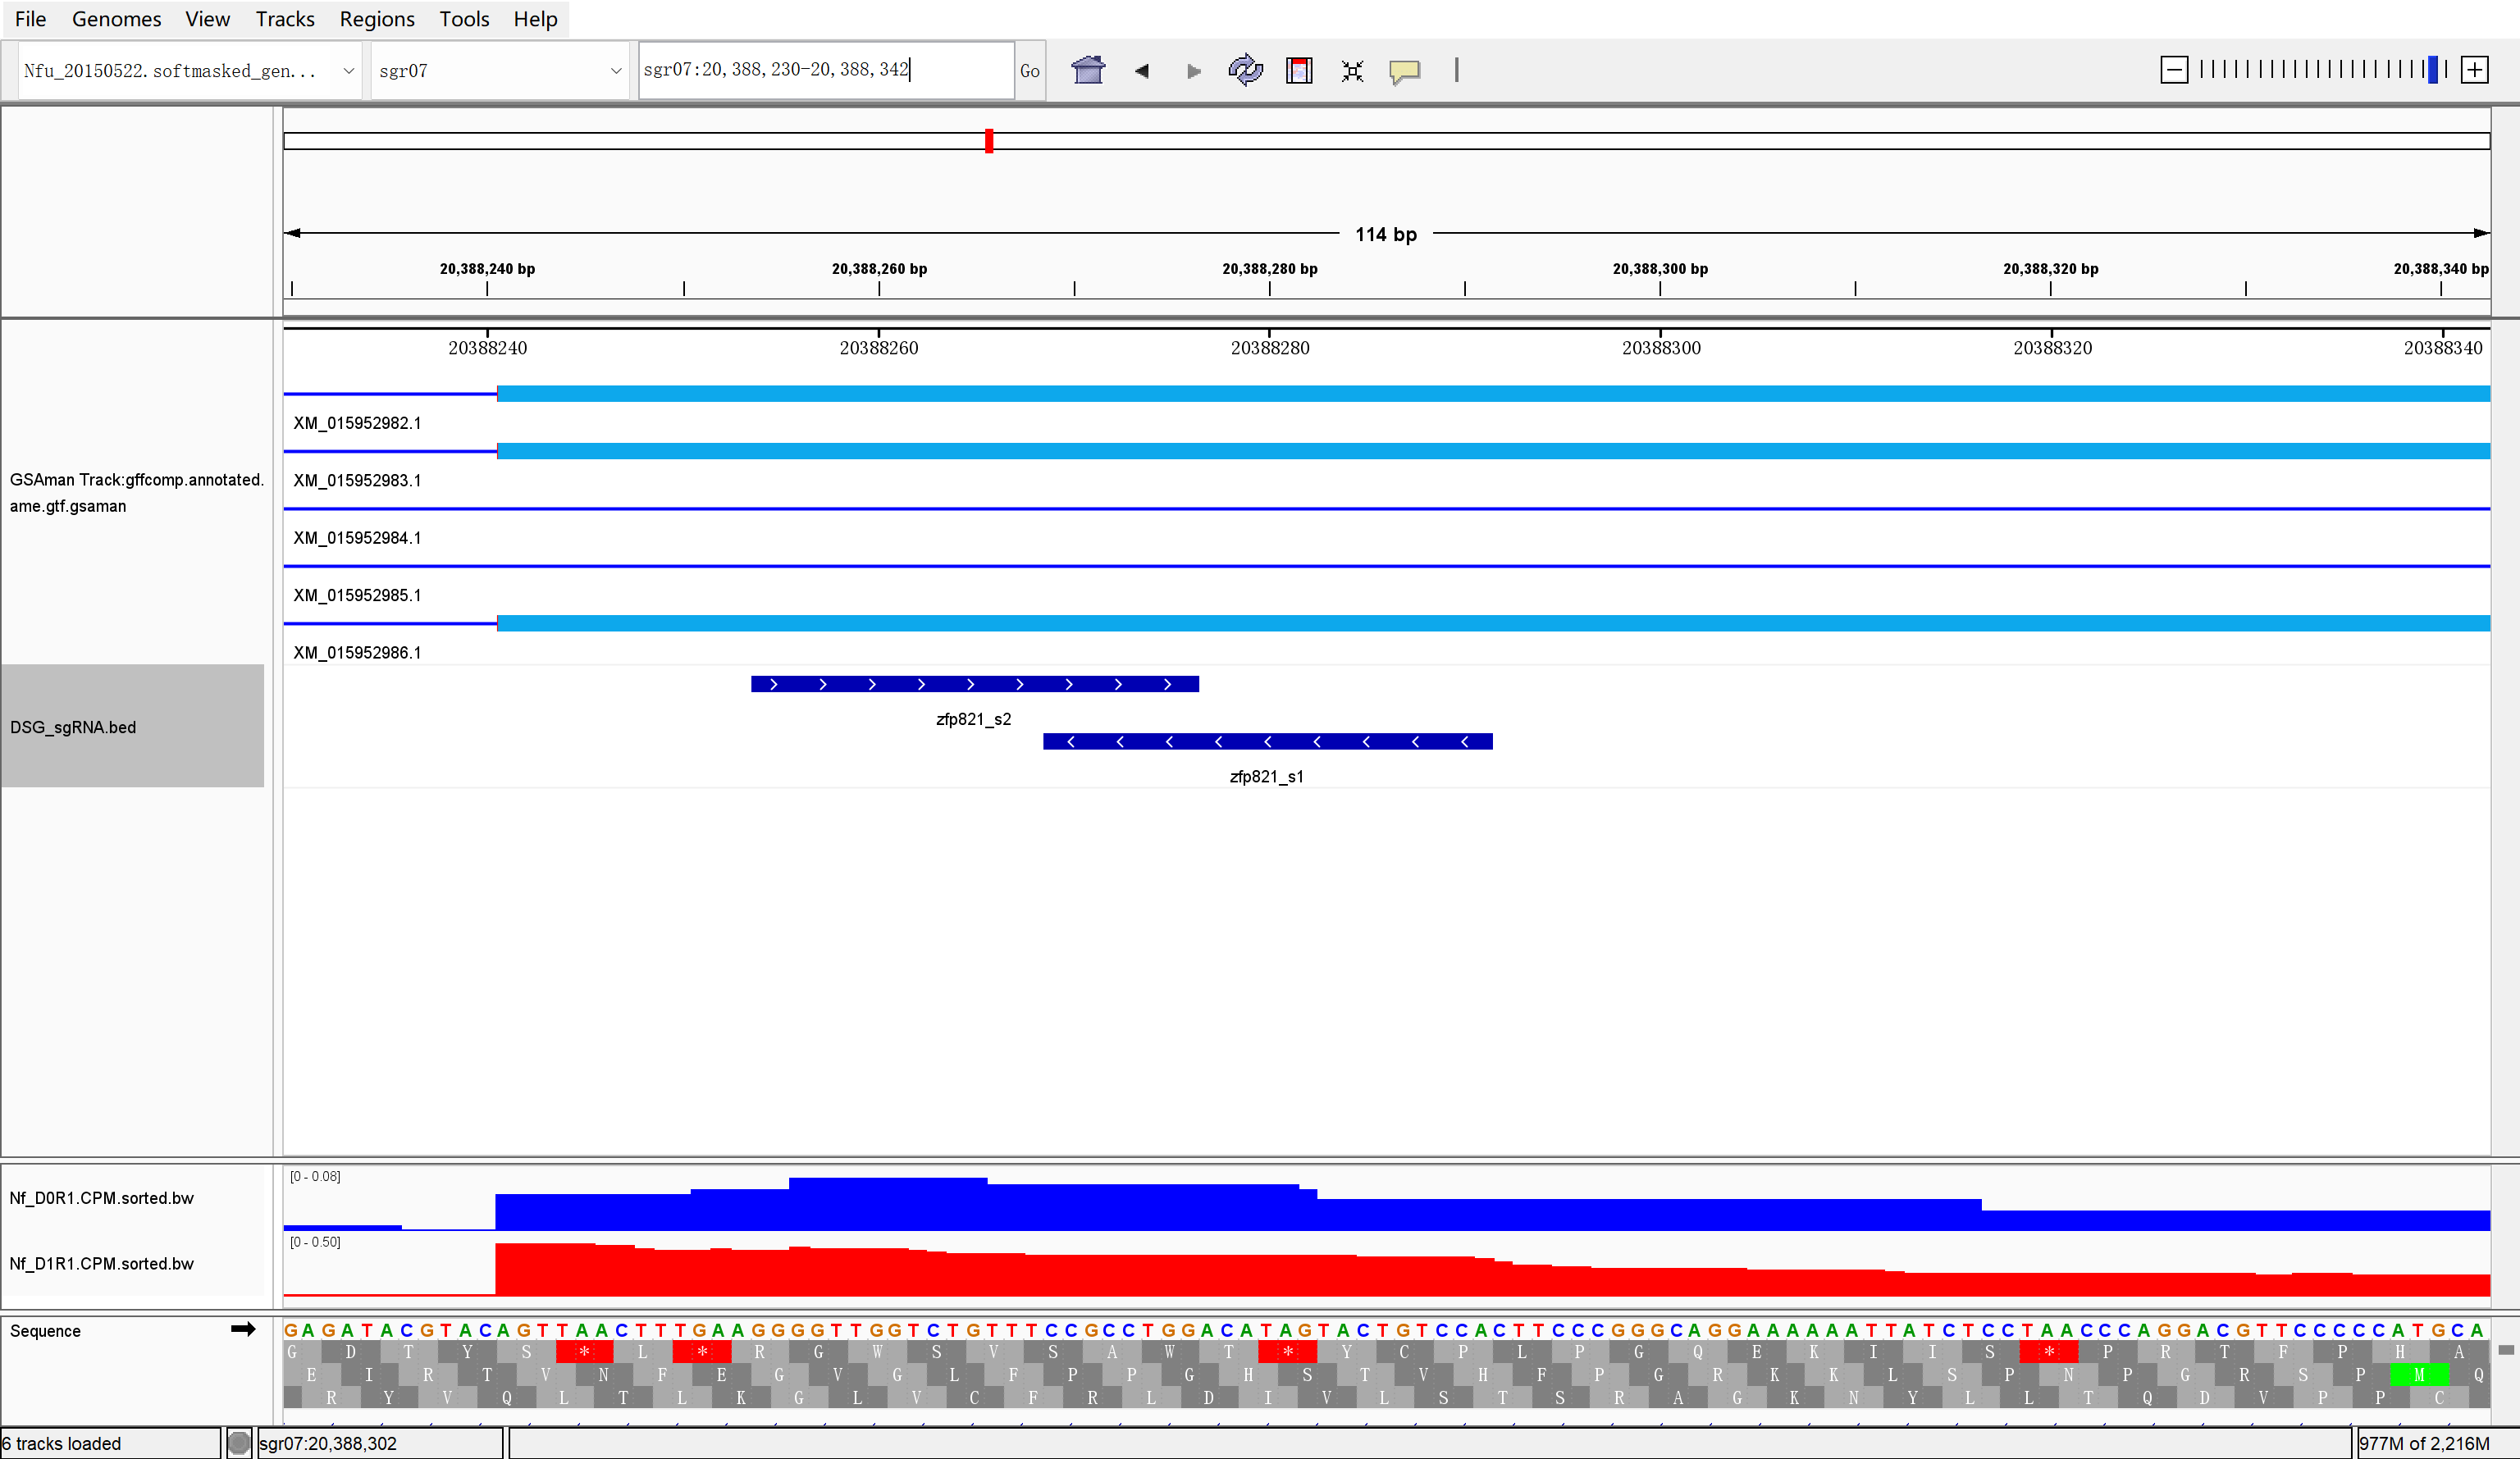 File Genomes View Tracks Regions Tools Help
Nfu_20150522.softmasked_gen... sgr07 sgr07:20,388,230-20,388,342 Go
114 bp
20,388,240 bp 20,388,260 bp 20,388,280 bp 20,388,300 bp 20,388,320 bp 20,388,340 bp
20388240 20388260 20388280 20388300 20388320 20388340
XM_015952982.1
GSAman Track:gffcomp.annotated.
ame.gtf.gsaman
XM_015952983.1
XM_015952984.1
XM_015952985.1
XM_015952986.1
DSG_sgRNA.bed
zfp821_s2
zfp821_s1
Nf_D0R1.CPM.sorted.bw [0 - 0.08]
Nf_D1R1.CPM.sorted.bw [0 - 0.50]
Sequence GAGATACGTACAGTTAACTTTGAAGGGGTTGGTCTGTTTCCGCCTGGACATAGTACTGTCCACTTCCCGGGCAGGAAAAAATTATCTCCTAACCCAGGACGTTCCCCCATGCA
G D T Y S * L * R G W S V S A W T * Y C P L P G Q E K I I S * P R T F P H A
E I R T V N F E G V G L F P P G H S T V H F P G R K K L S P N P G R S P M Q
R Y V Q L T L K G L V C F R L D I V L S T S R A G K N Y L L T Q D V P P C
6 tracks loaded sgr07:20,388,302 977M of 2,216M